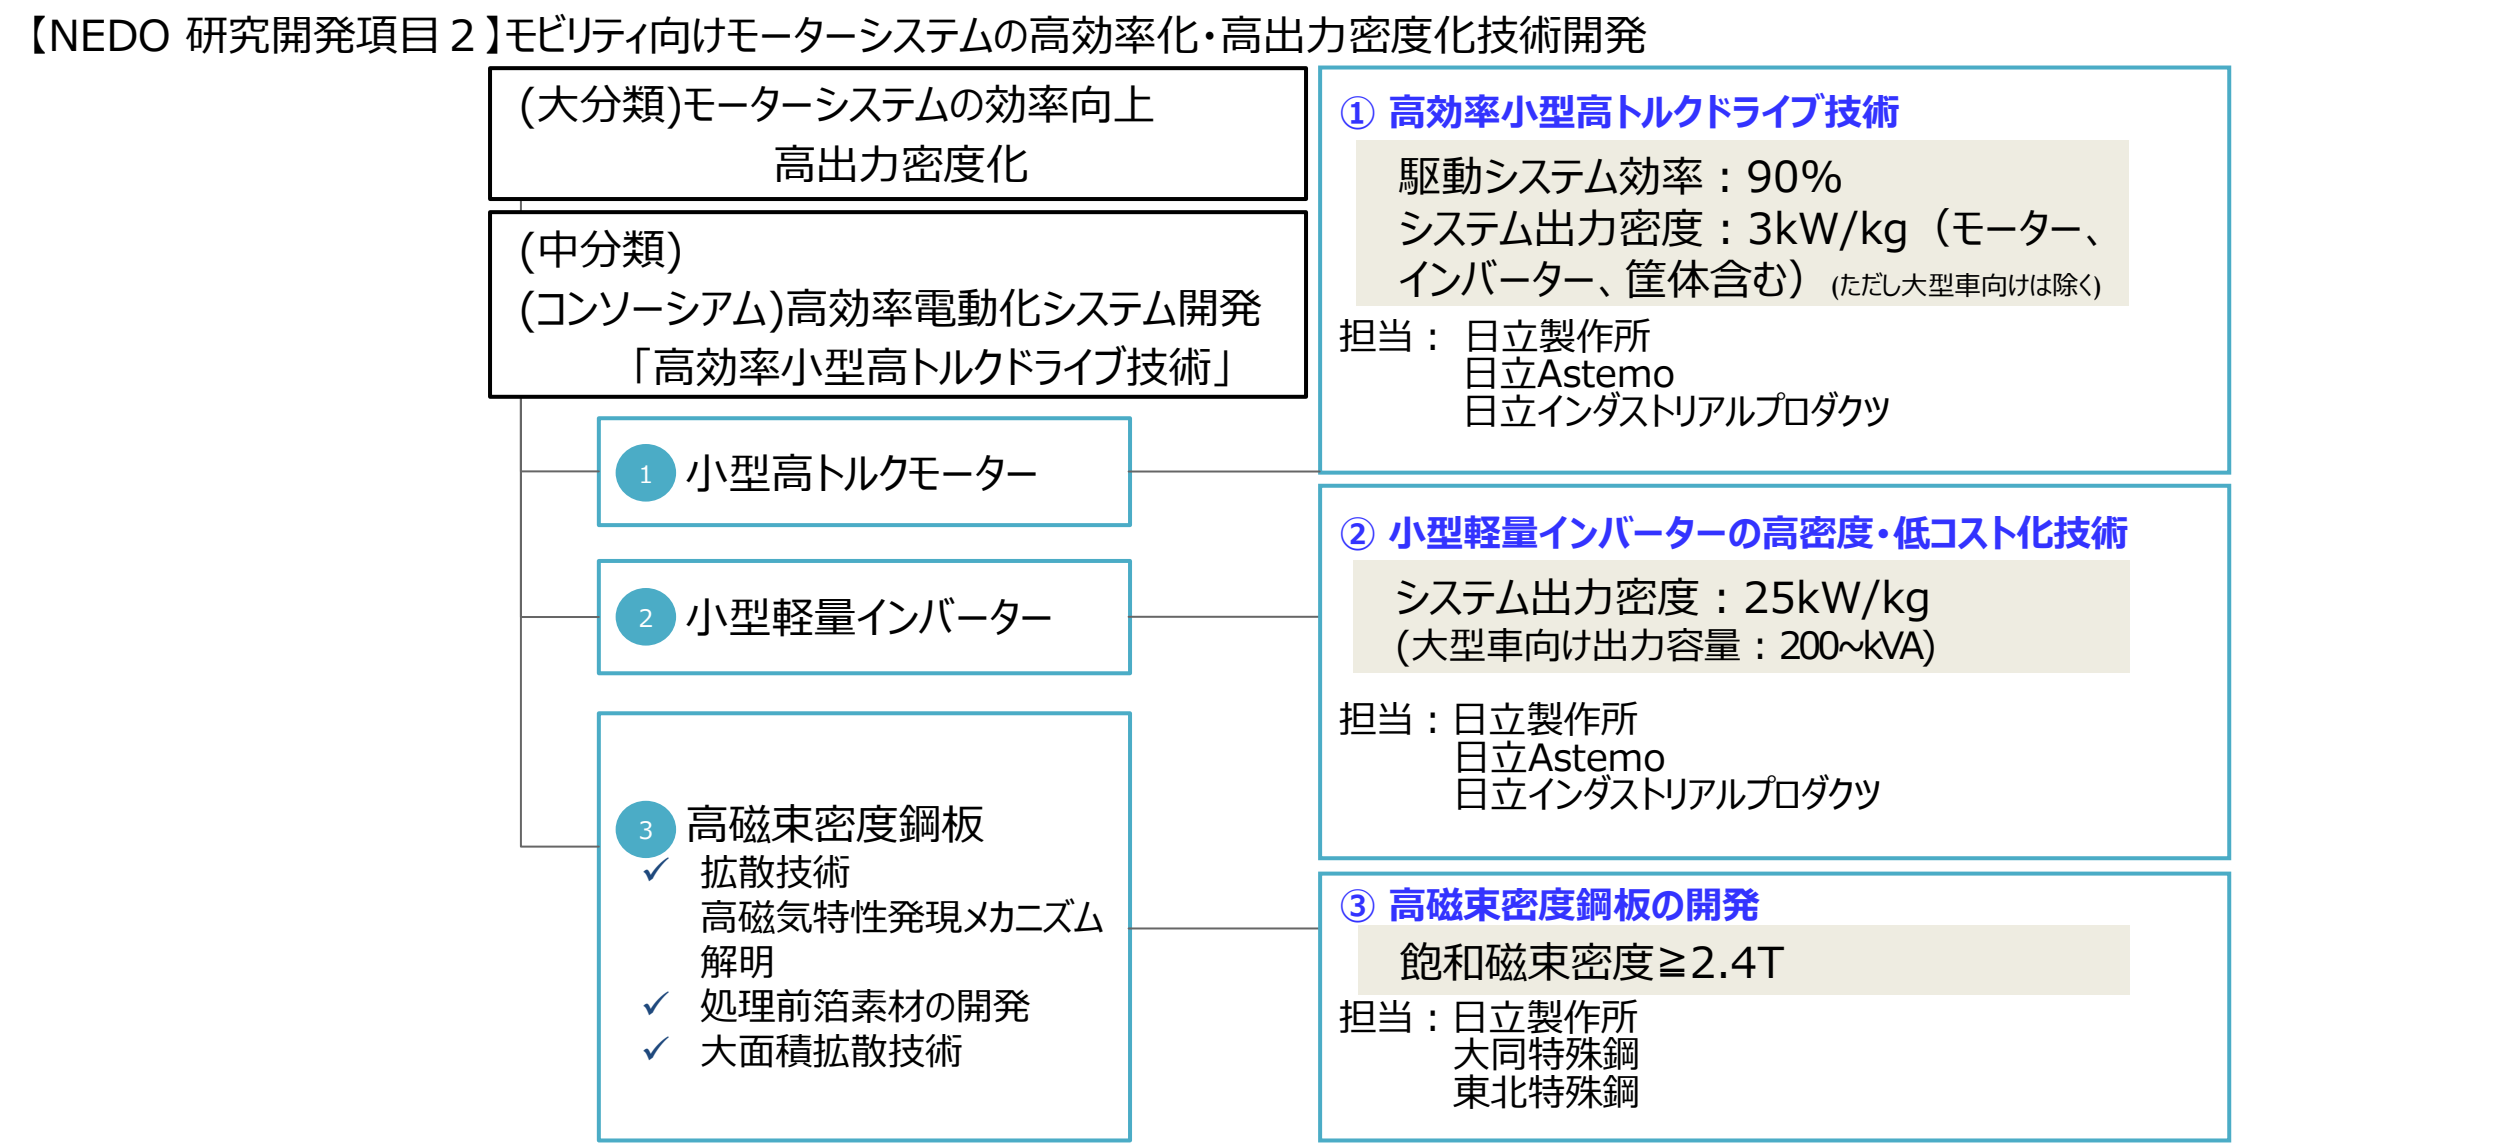 【NEDO 研究開発項目２】モビリティ向けモーターシステムの高効率化・高出力密度化技術開発
(大分類)モーターシステムの効率向上
高出力密度化
(中分類)
(コンソーシアム)高効率電動化システム開発
「高効率小型高トルクドライブ技術」
1 小型高トルクモーター
2 小型軽量インバーター
3 高磁束密度鋼板
✓ 拡散技術
高磁気特性発現メカニズム
解明
✓ 処理前箔素材の開発
✓ 大面積拡散技術
① 高効率小型高トルクドライブ技術
駆動システム効率：90%
システム出力密度：3kW/kg（モーター、
インバーター、筐体含む）(ただし大型車向けは除く)
担当： 日立製作所
日立Astemo
日立インダストリアルプロダクツ
② 小型軽量インバーターの高密度・低コスト化技術
システム出力密度：25kW/kg
(大型車向け出力容量：200~kVA)
担当：日立製作所
日立Astemo
日立インダストリアルプロダクツ
③ 高磁束密度鋼板の開発
飽和磁束密度≧2.4T
担当：日立製作所
大同特殊鋼
東北特殊鋼